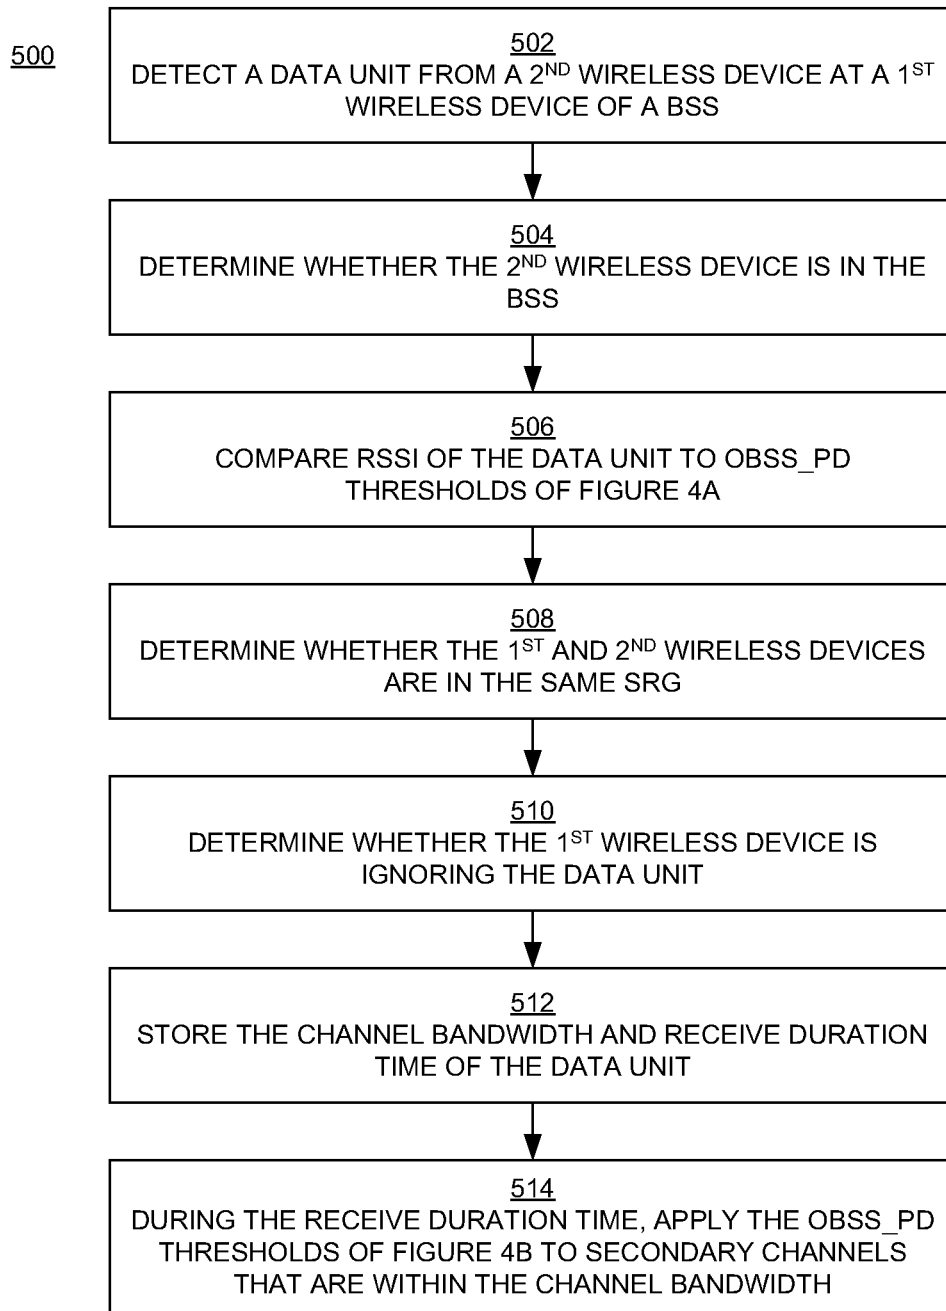 500
502
DETECT A DATA UNIT FROM A 2ND WIRELESS DEVICE AT A 1ST
WIRELESS DEVICE OF A BSS
504
DETERMINE WHETHER THE 2ND WIRELESS DEVICE IS IN THE
BSS
506
COMPARE RSSI OF THE DATA UNIT TO OBSS_PD
THRESHOLDS OF FIGURE 4A
508
DETERMINE WHETHER THE 1ST AND 2ND WIRELESS DEVICES
ARE IN THE SAME SRG
510
DETERMINE WHETHER THE 1ST WIRELESS DEVICE IS
IGNORING THE DATA UNIT
512
STORE THE CHANNEL BANDWIDTH AND RECEIVE DURATION
TIME OF THE DATA UNIT
514
DURING THE RECEIVE DURATION TIME, APPLY THE OBSS_PD
THRESHOLDS OF FIGURE 4B TO SECONDARY CHANNELS
THAT ARE WITHIN THE CHANNEL BANDWIDTH